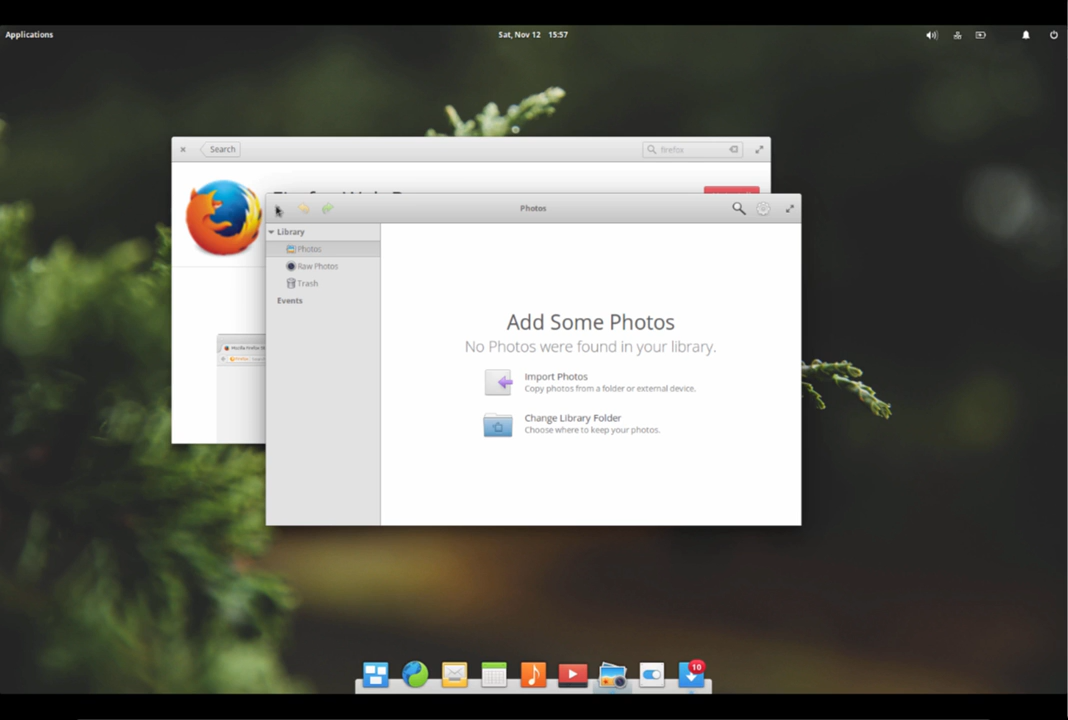 Applications
Sat, Nov 12 15:57
Search
firefox
Photos
Library
Photos
Raw Photos
Trash
Events
Add Some Photos
No Photos were found in your library.
Import Photos
Copy photos from a folder or external device.
Change Library Folder
Choose where to keep your photos.
10